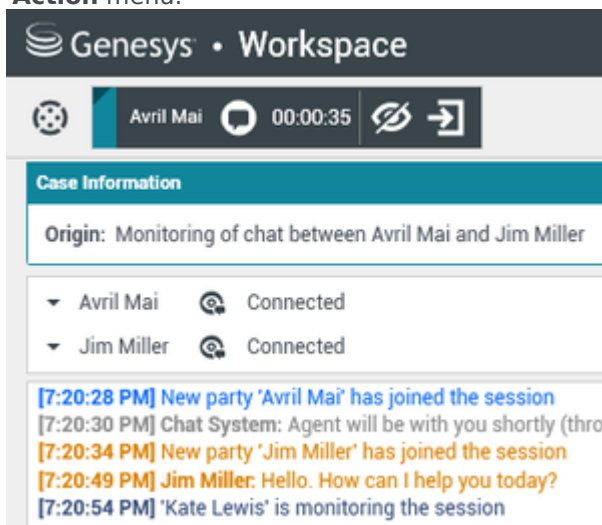 Action menu.
Genesys • Workspace
Avril Mai 00:00:35
Case Information
Origin: Monitoring of chat between Avril Mai and Jim Miller
Avril Mai Connected
Jim Miller Connected
[7:20:28 PM] New party 'Avril Mai' has joined the session
[7:20:30 PM] Chat System: Agent will be with you shortly (thro
[7:20:34 PM] New party 'Jim Miller' has joined the session
[7:20:49 PM] Jim Miller: Hello. How can I help you today?
[7:20:54 PM] 'Kate Lewis' is monitoring the session